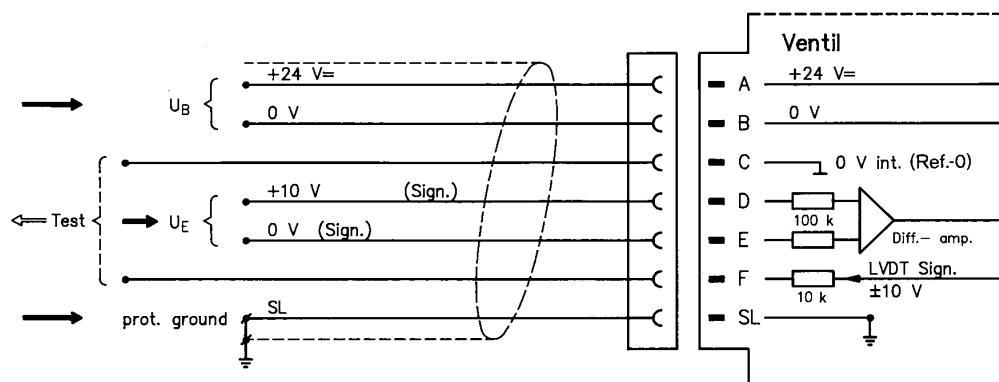 Ventil
+24 V=
U_B
0 V
A
+24 V=
B
0 V
C
0 V int. (Ref.-0)
Test
U_E
+10 V (Sign.)
0 V (Sign.)
D
100 k
E
Diff.- amp.
F
10 k
LVDT Sign.
±10 V
prot. ground
SL
SL